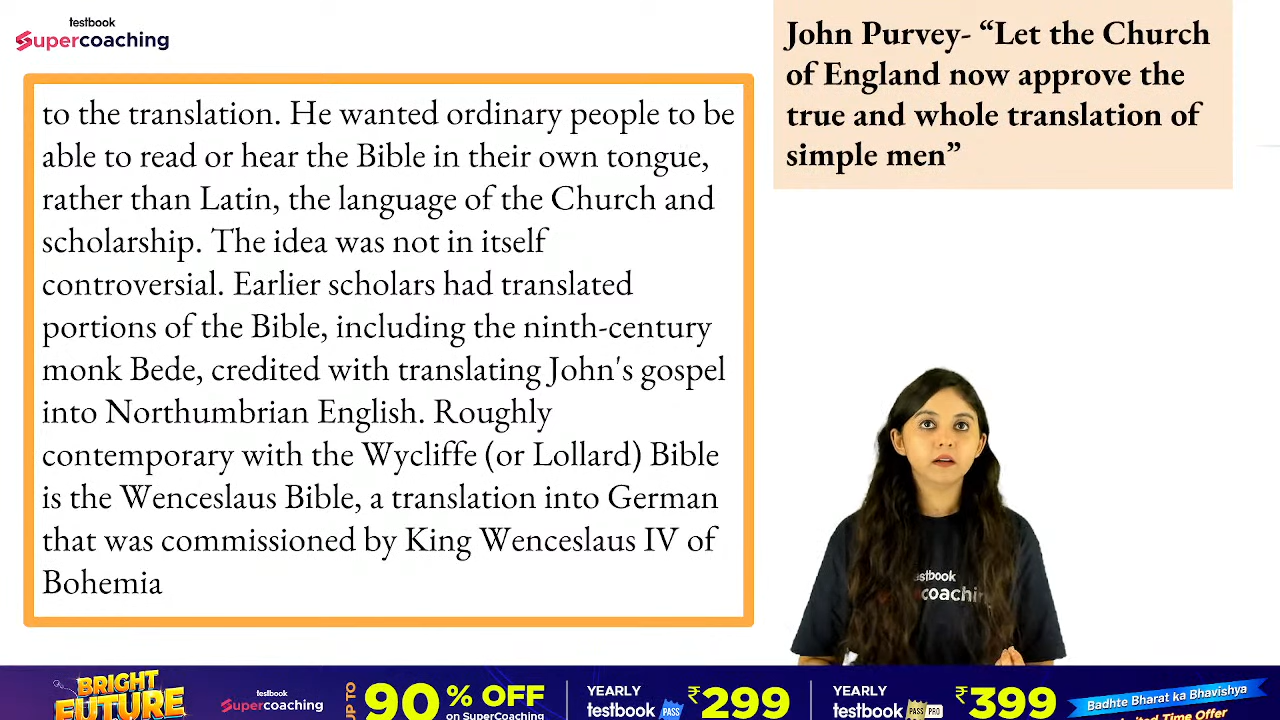 testbook
Supercoaching
to the translation. He wanted ordinary people to be
able to read or hear the Bible in their own tongue,
rather than Latin, the language of the Church and
scholarship. The idea was not in itself
controversial. Earlier scholars had translated
portions of the Bible, including the ninth-century
monk Bede, credited with translating John's gospel
into Northumbrian English. Roughly
contemporary with the Wycliffe (or Lollard) Bible
is the Wenceslaus Bible, a translation into German
that was commissioned by King Wenceslaus IV of
Bohemia
John Purvey- “Let the Church
of England now approve the
true and whole translation of
simple men”
testbook
coaching
BRIGHT
FUTURE
testbook
Supercoaching
UPTO
90% OFF
on SuperCoaching
YEARLY
testbook PASS
₹299
YEARLY
testbook PASS PRO
₹399
Badhte Bharat ka Bhavishya
Time Offer